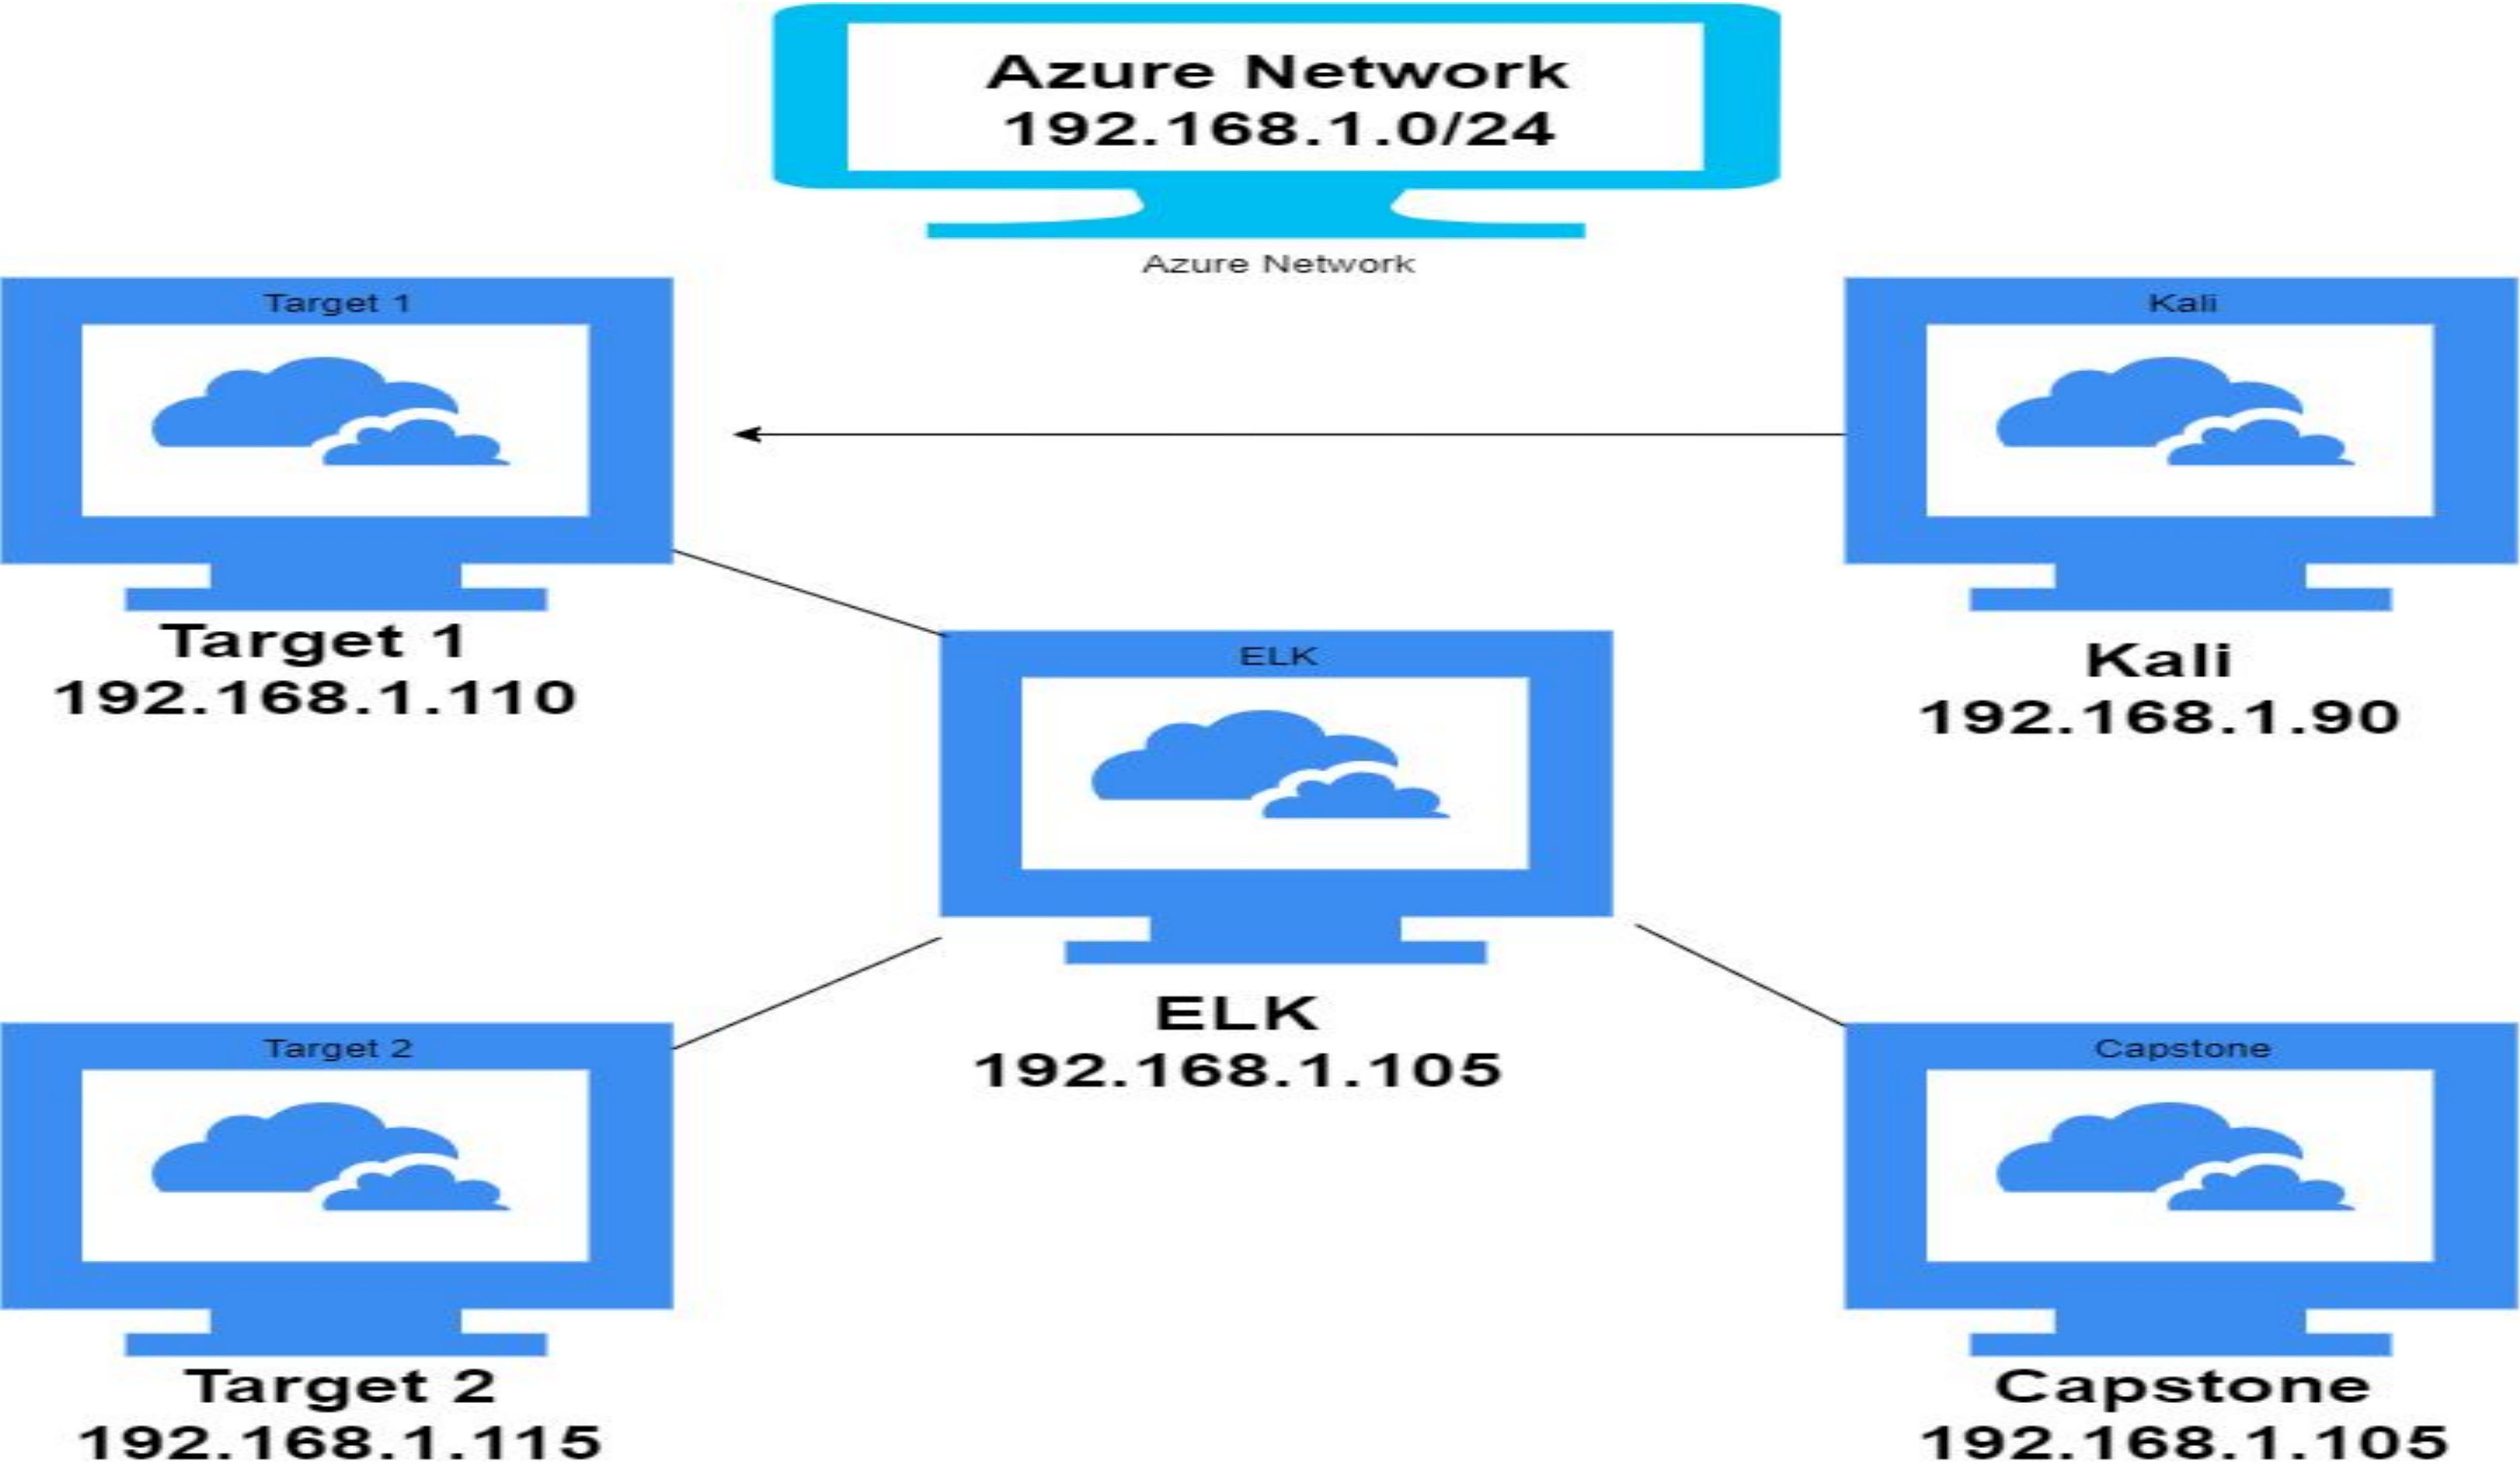 Azure Network
192.168.1.0/24
Azure Network
Target 1
Target 1
192.168.1.110
Kali
Kali
192.168.1.90
ELK
ELK
192.168.1.105
Target 2
Target 2
192.168.1.115
Capstone
Capstone
192.168.1.105